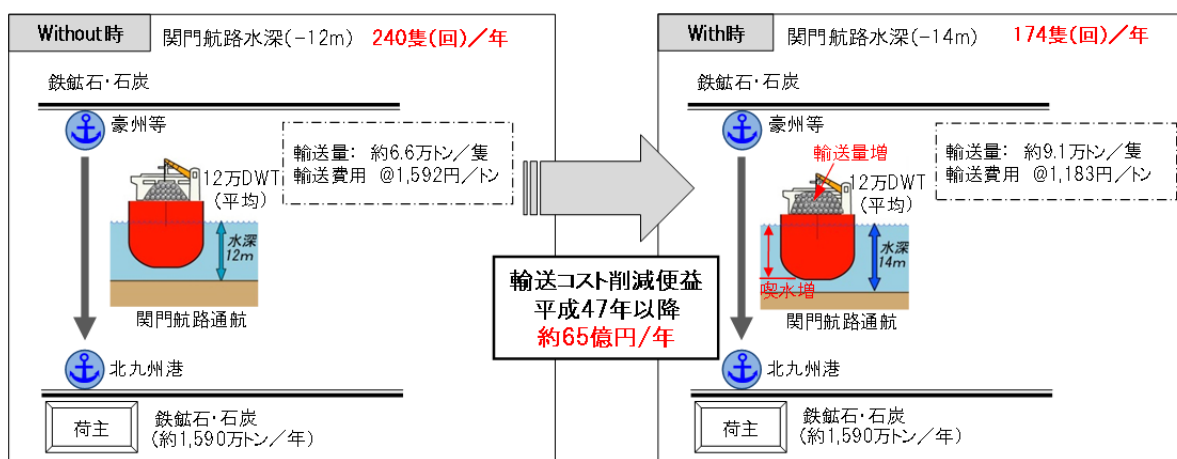 Without時
関門航路水深(-12m) 240隻(回)/年
鉄鉱石・石炭
豪州等
輸送量: 約6.6万トン/隻
輸送費用 @1,592円/トン
12万DWT
(平均)
水深
12m
関門航路通航
北九州港
荷主
鉄鉱石・石炭
(約1,590万トン/年)
輸送コスト削減便益
平成47年以降
約65億円/年
With時
関門航路水深(-14m) 174隻(回)/年
鉄鉱石・石炭
豪州等
輸送量: 約9.1万トン/隻
輸送費用 @1,183円/トン
輸送量増
12万DWT
(平均)
水深
14m
喫水増
関門航路通航
北九州港
荷主
鉄鉱石・石炭
(約1,590万トン/年)